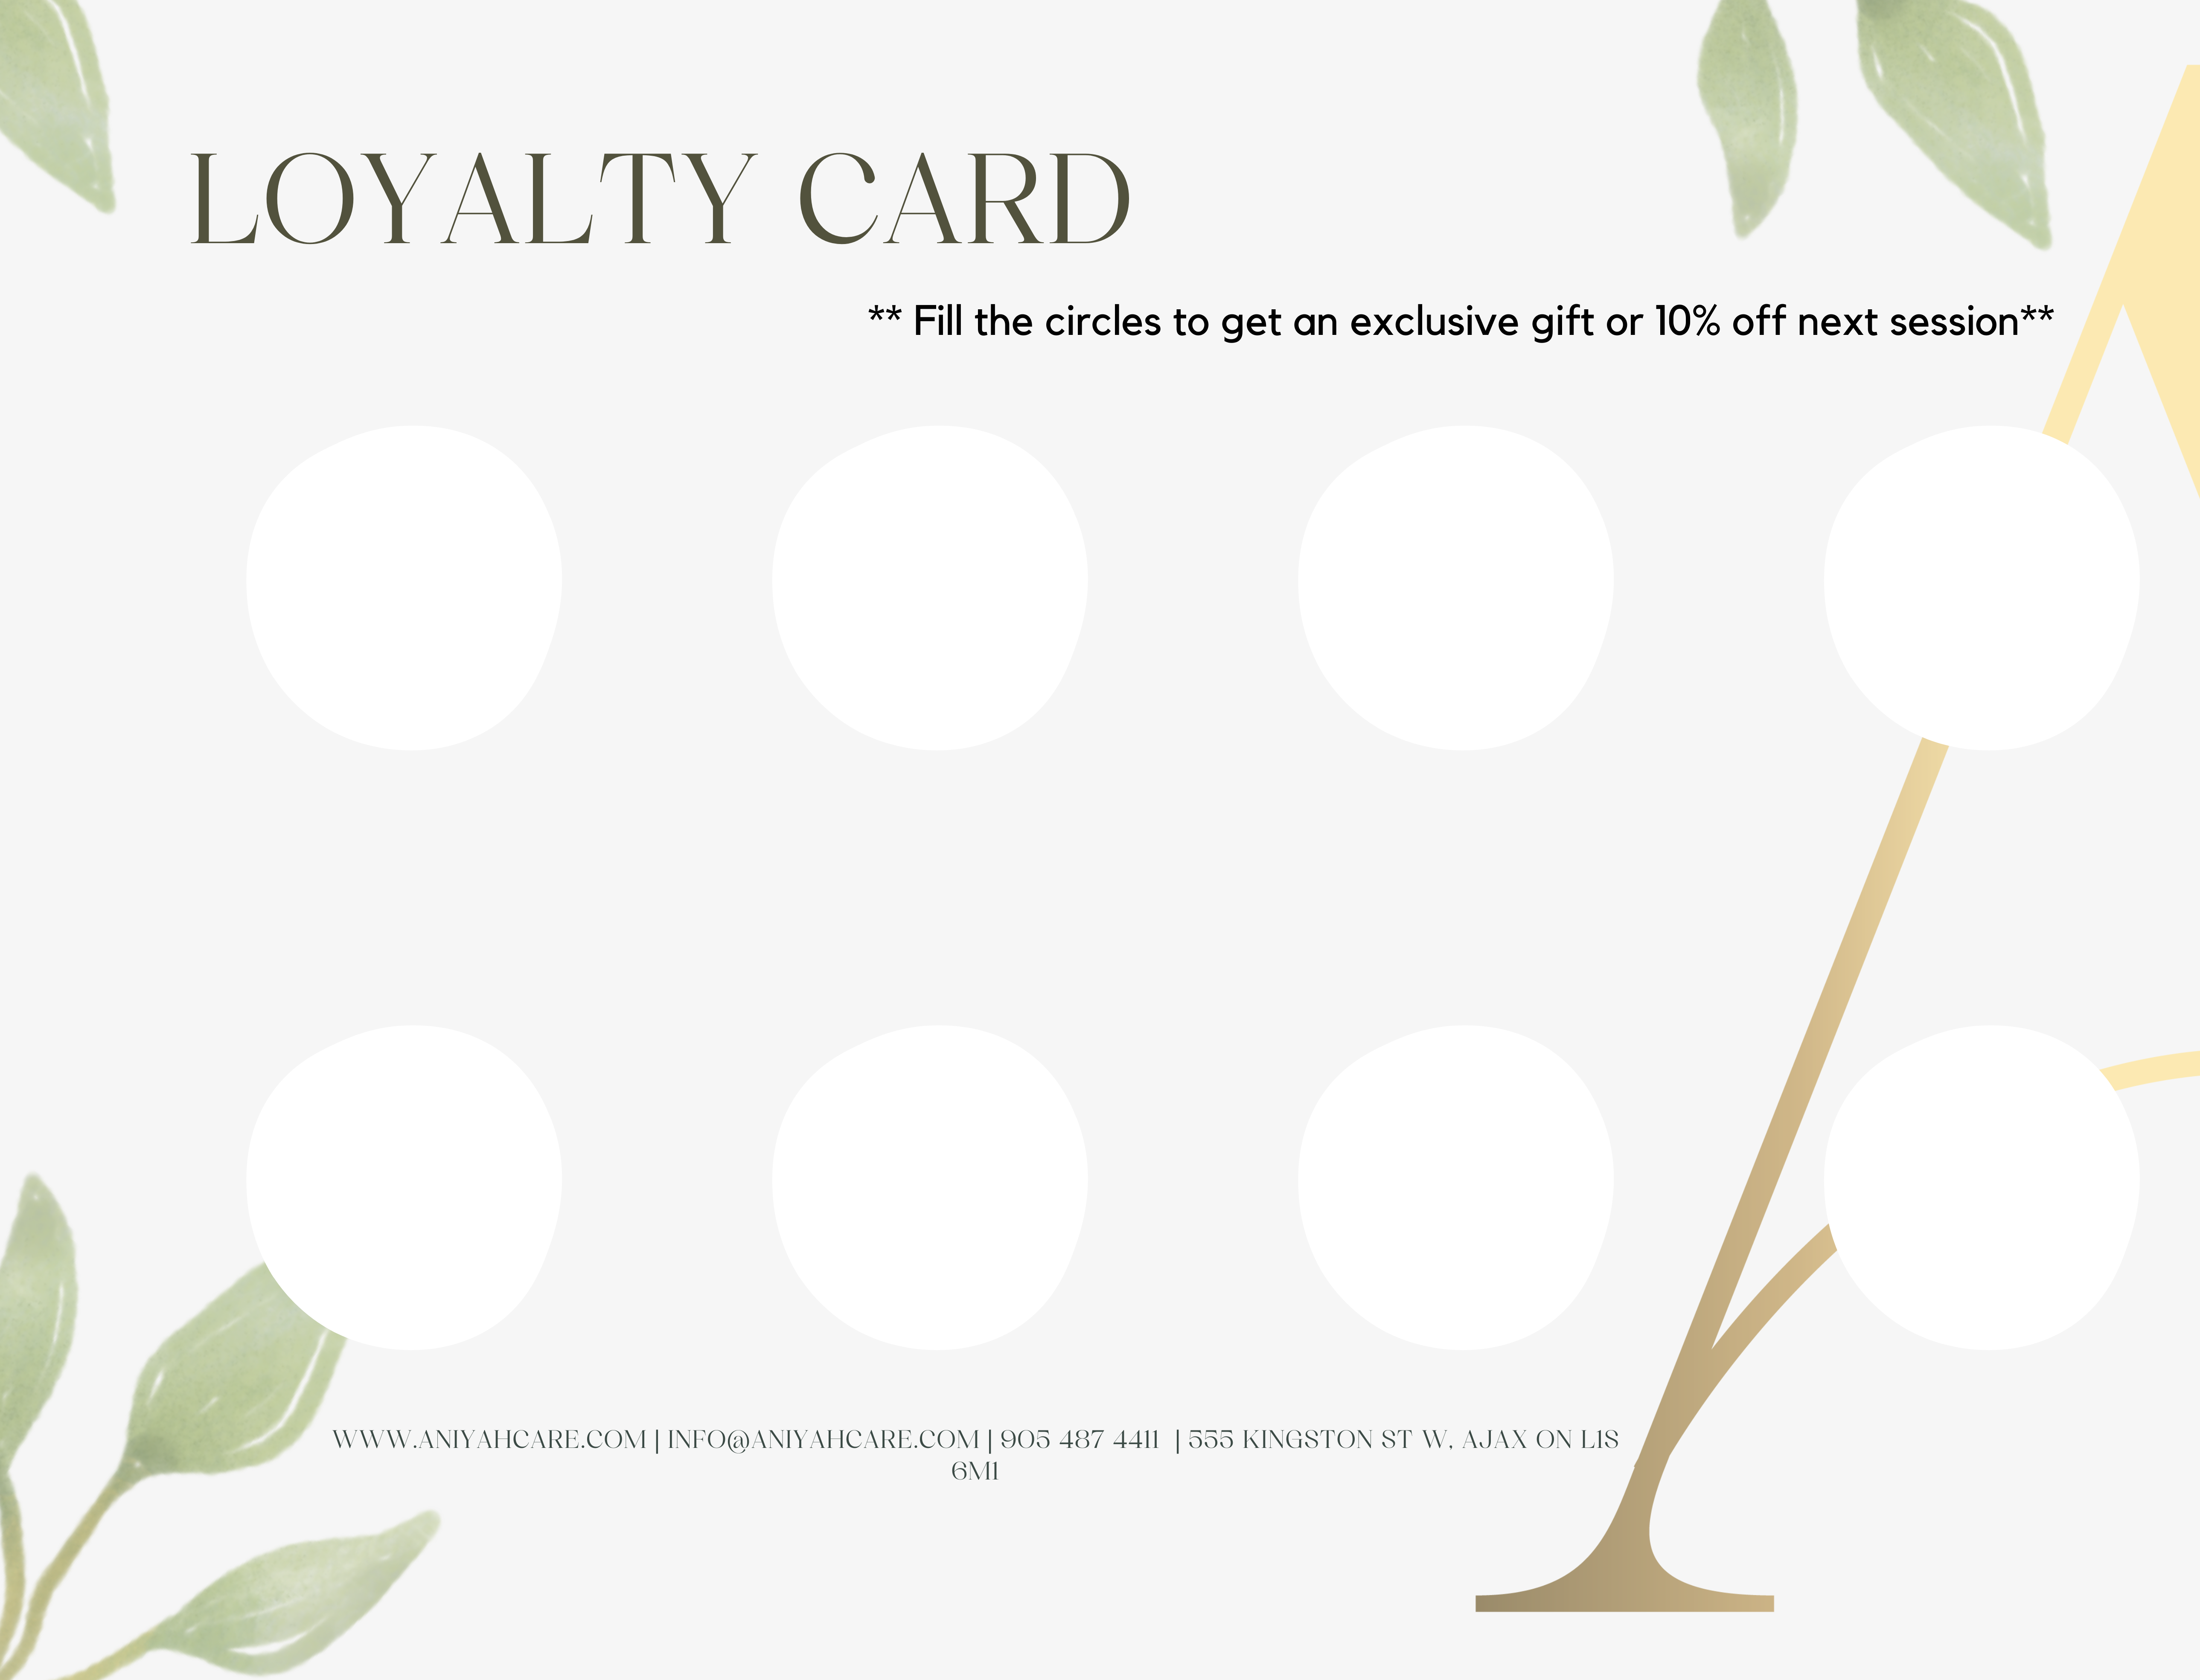 LOYALTY CARD
** Fill the circles to get an exclusive gift or 10% off next session**
WWW.ANIYAHCARE.COM | INFO@ANIYAHCARE.COM | 905 487 4411 | 555 KINGSTON ST W, AJAX ON L1S
6M1